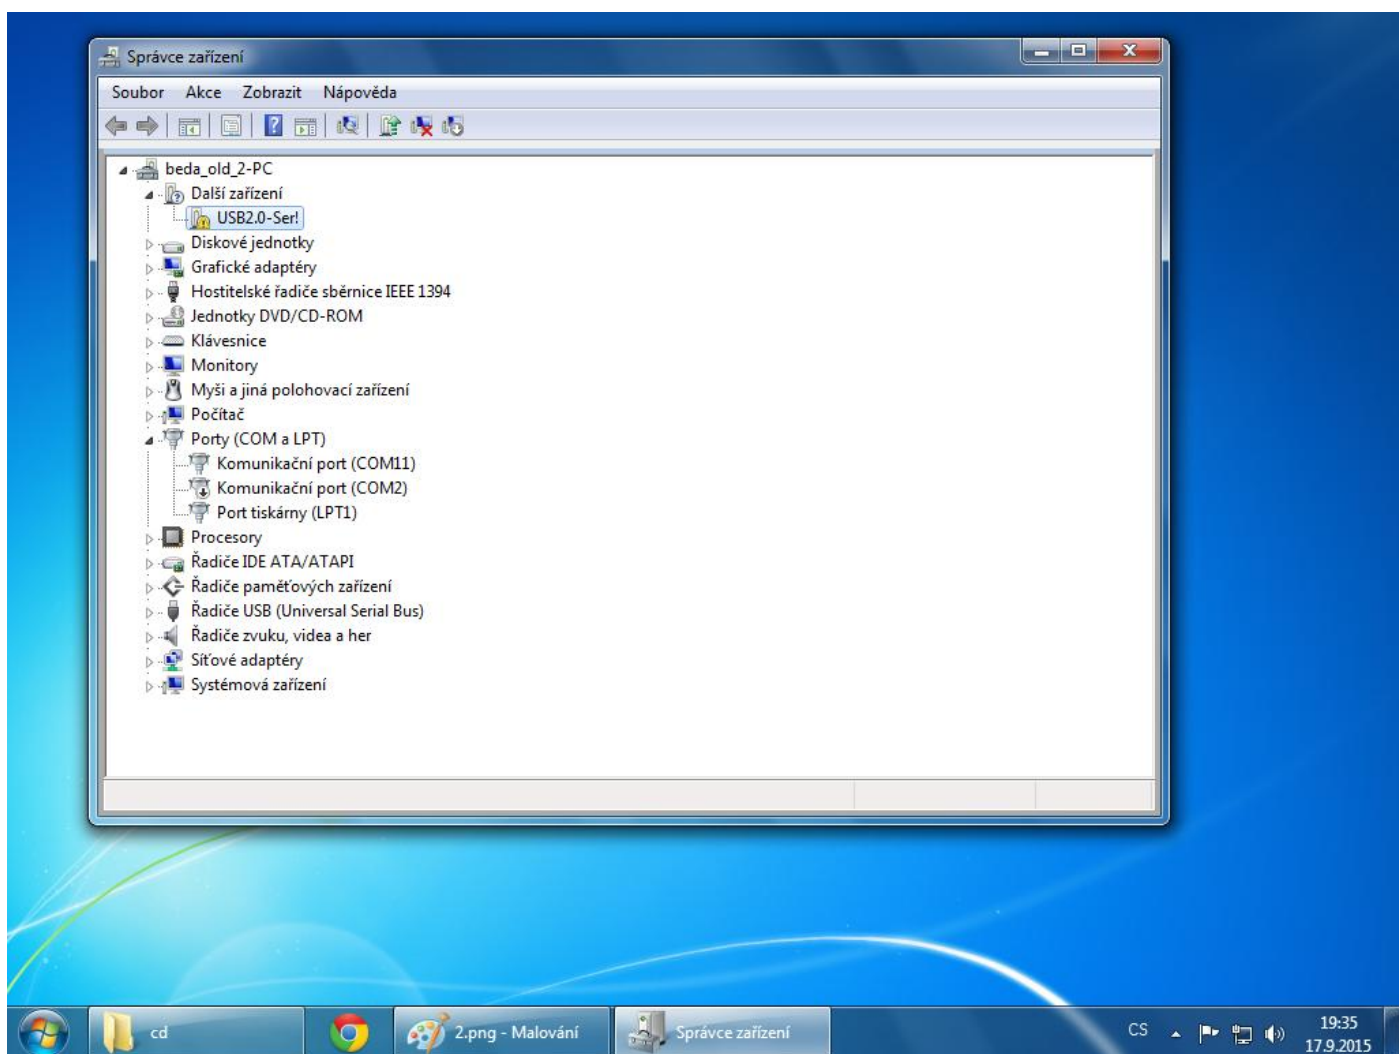 Správce zařízení
Soubor Akce Zobrazit Nápověda
beda_old_2-PC
Další zařízení
USB2.0-Ser!
Diskové jednotky
Grafické adaptéry
Hostitelské řadiče sběrnice IEEE 1394
Jednotky DVD/CD-ROM
Klávesnice
Monitory
Myši a jiná polohovací zařízení
Počítač
Porty (COM a LPT)
Komunikační port (COM11)
Komunikační port (COM2)
Port tiskárny (LPT1)
Procesory
Řadiče IDE ATA/ATAPI
Řadiče paměťových zařízení
Řadiče USB (Universal Serial Bus)
Řadiče zvuku, videa a her
Síťové adaptéry
Systémová zařízení
cd 2.png - Malování Správce zařízení CS 19:35
17.9.2015